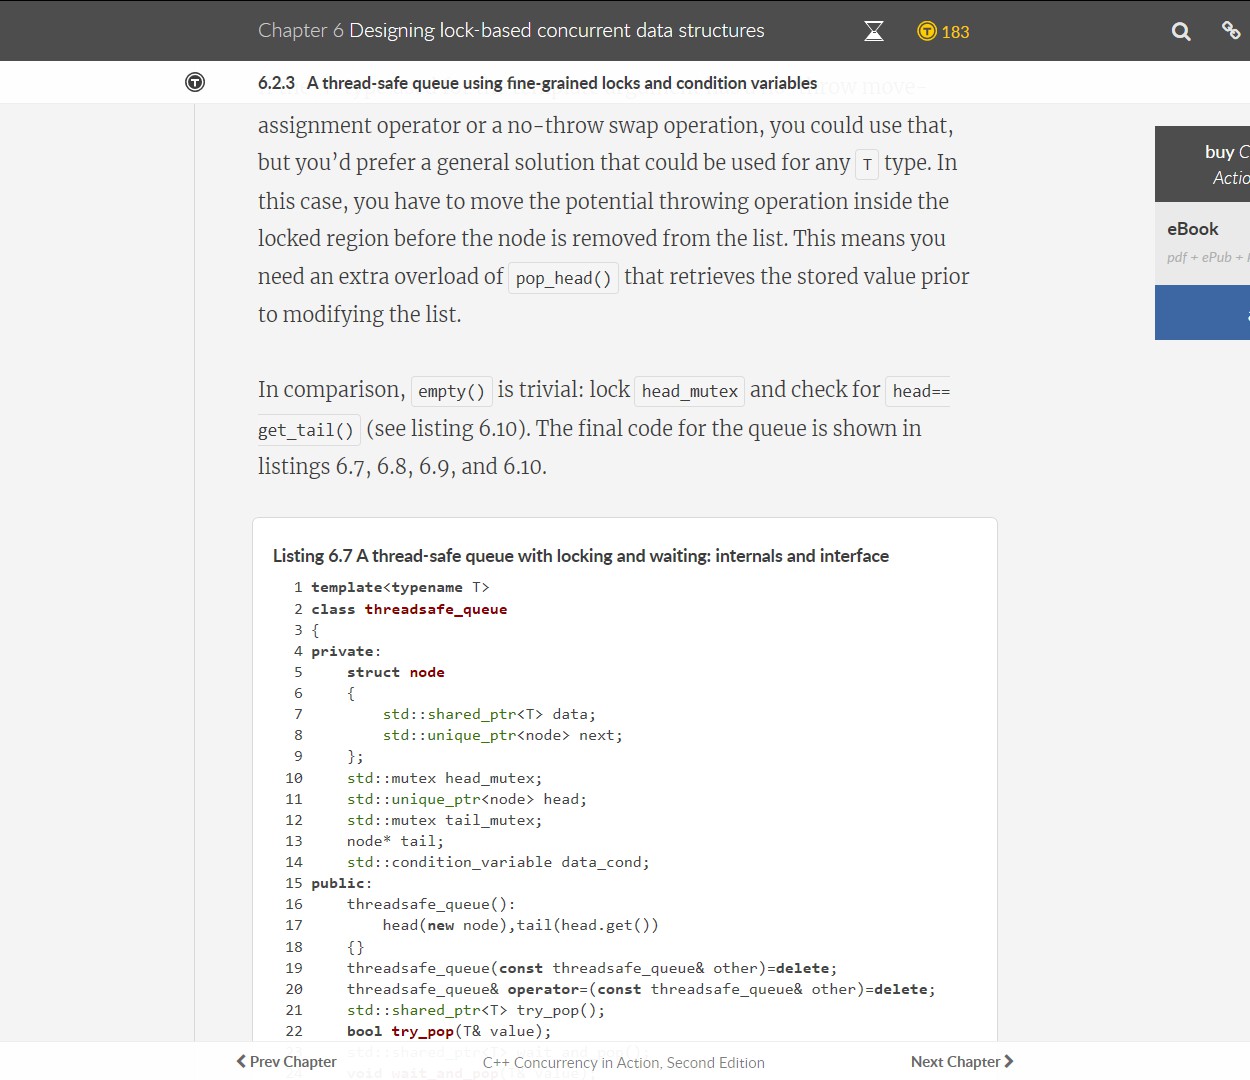 Chapter 6 Designing lock-based concurrent data structures
183
6.2.3 A thread-safe queue using fine-grained locks and condition variables
assignment operator or a no-throw swap operation, you could use that,
but you’d prefer a general solution that could be used for any T type. In
this case, you have to move the potential throwing operation inside the
locked region before the node is removed from the list. This means you
need an extra overload of pop_head() that retrieves the stored value prior
to modifying the list.
In comparison, empty() is trivial: lock head_mutex and check for head==
get_tail() (see listing 6.10). The final code for the queue is shown in
listings 6.7, 6.8, 6.9, and 6.10.
Listing 6.7 A thread-safe queue with locking and waiting: internals and interface
1 template<typename T>
2 class threadsafe_queue
3 {
4 private:
5 struct node
6 {
7 std::shared_ptr<T> data;
8 std::unique_ptr<node> next;
9 };
10 std::mutex head_mutex;
11 std::unique_ptr<node> head;
12 std::mutex tail_mutex;
13 node* tail;
14 std::condition_variable data_cond;
15 public:
16 threadsafe_queue():
17 head(new node),tail(head.get())
18 {}
19 threadsafe_queue(const threadsafe_queue& other)=delete;
20 threadsafe_queue& operator=(const threadsafe_queue& other)=delete;
21 std::shared_ptr<T> try_pop();
22 bool try_pop(T& value);
23 std::shared_ptr<T> wait_and_pop();
24 void wait_and_pop(T& value);
Prev Chapter
C++ Concurrency in Action, Second Edition
Next Chapter
buy C
Actio
eBook
pdf + ePub +